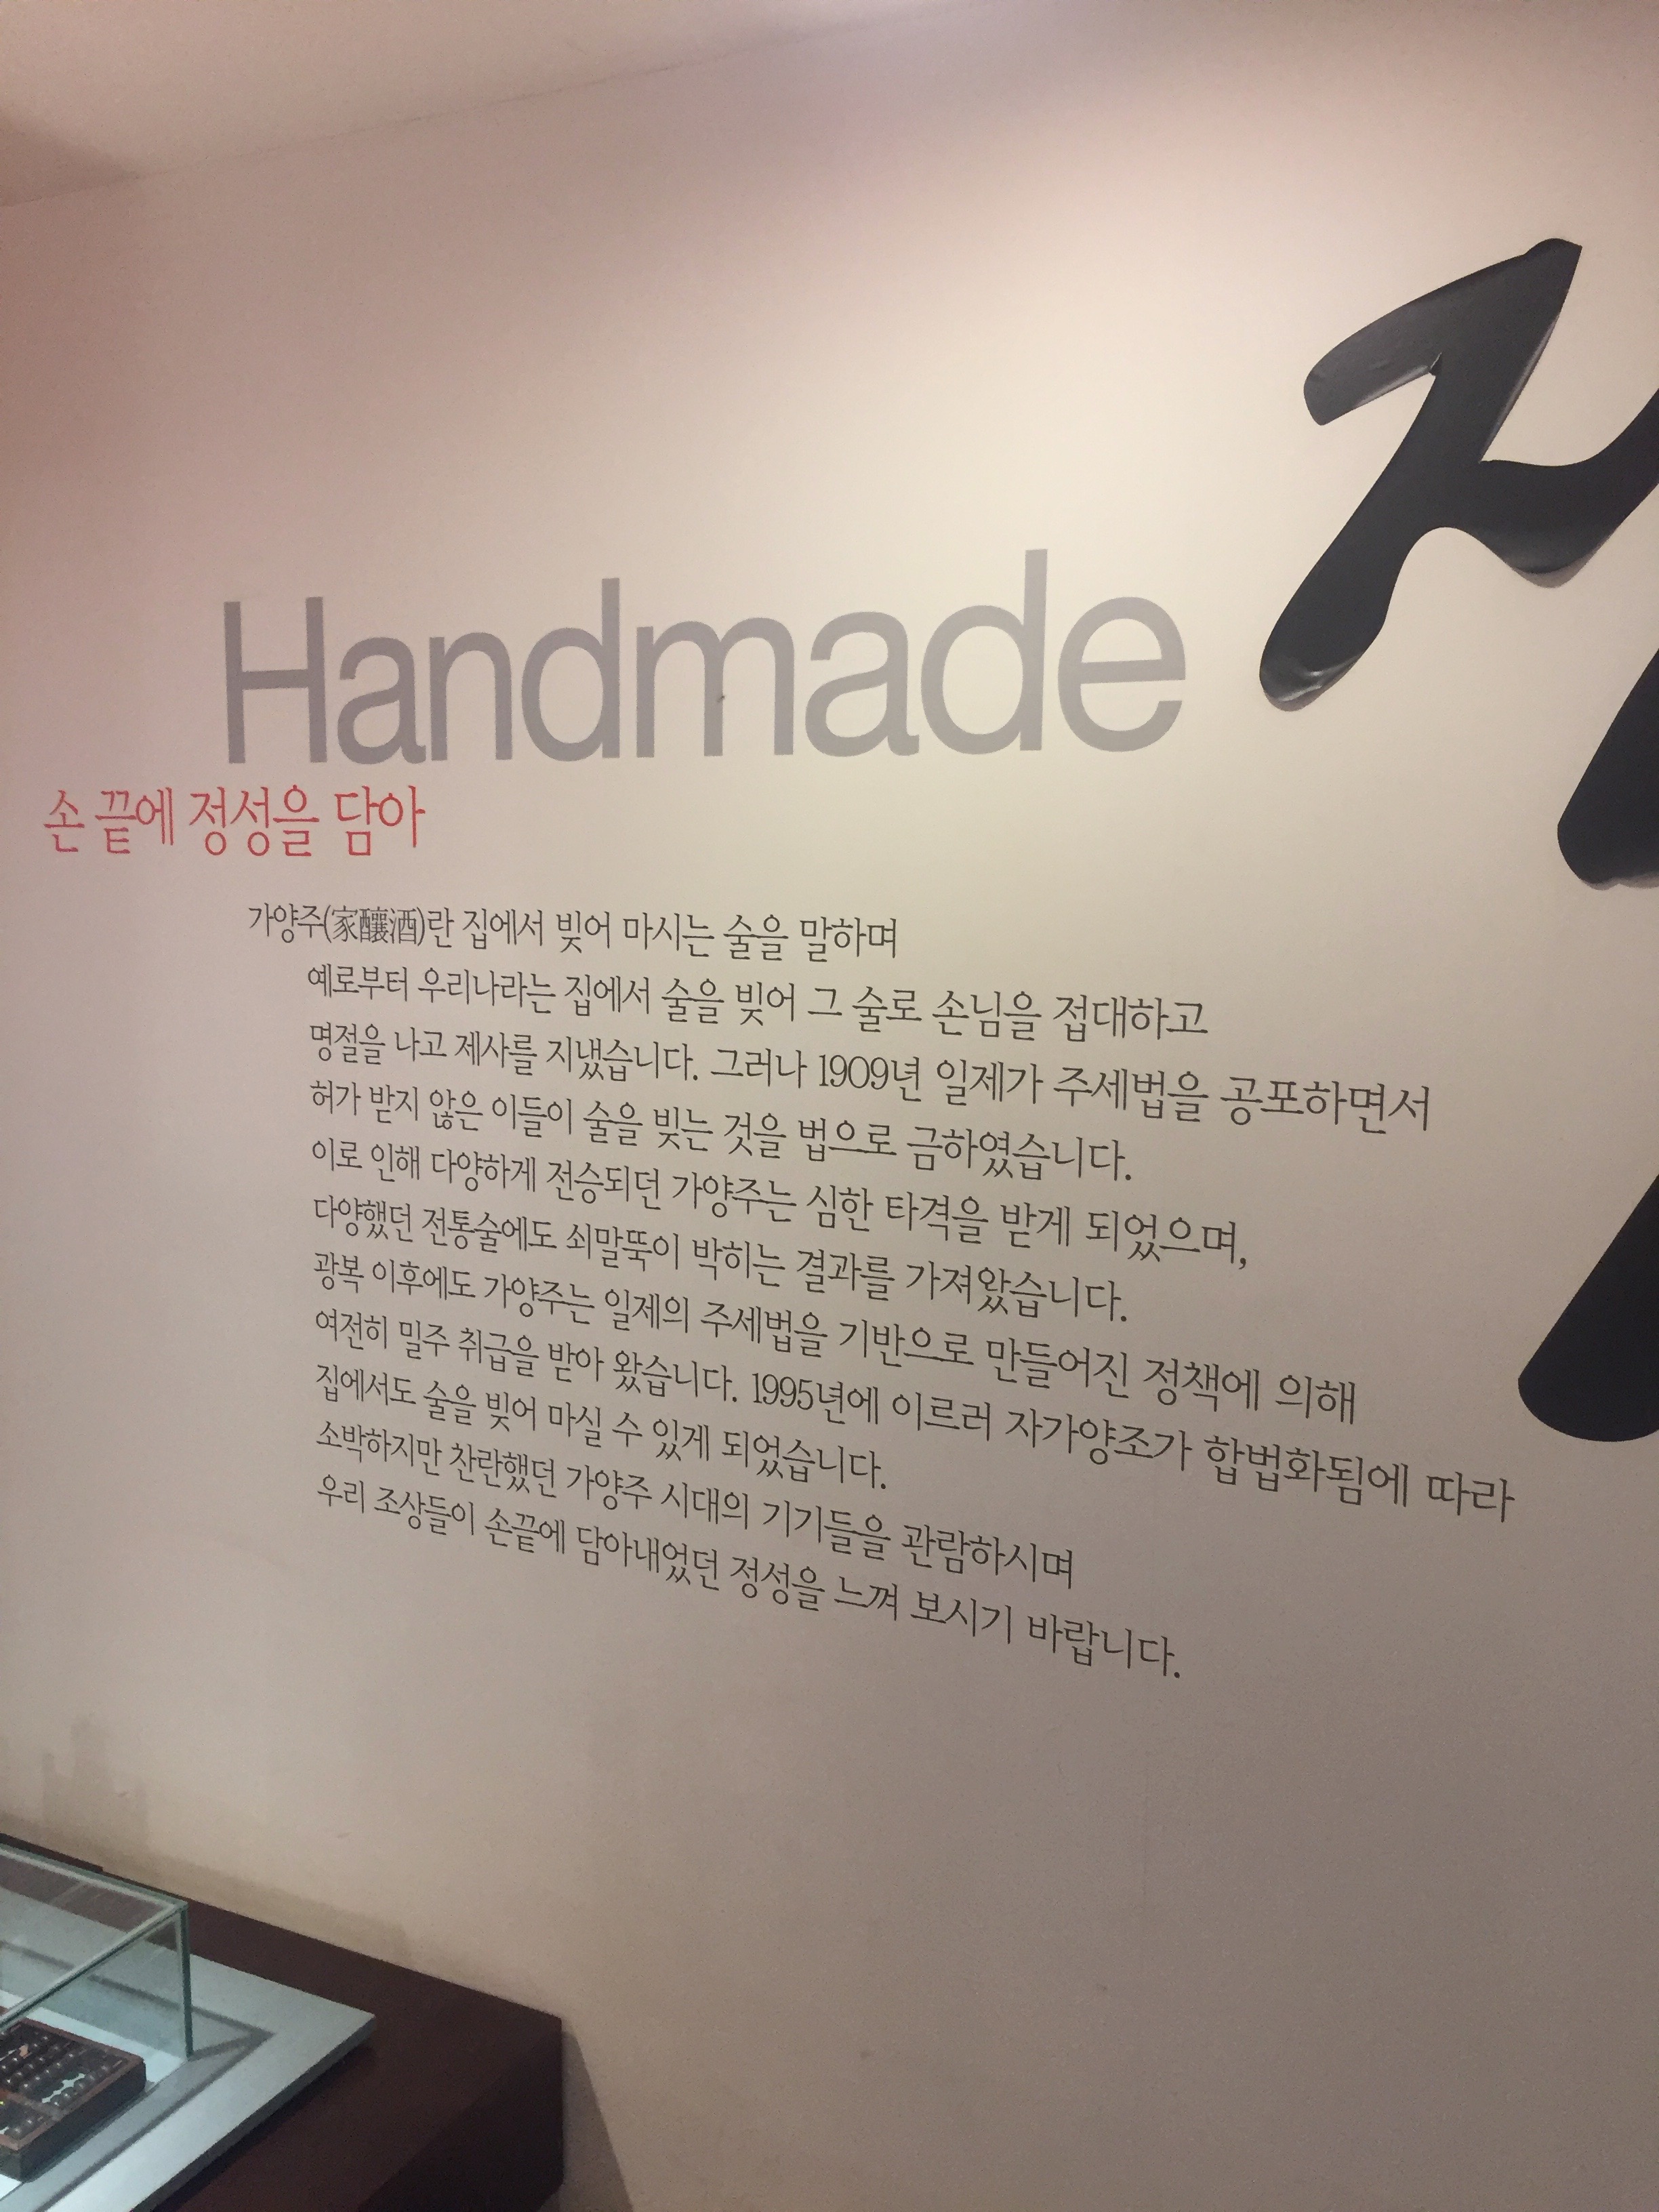 Handmade
손 끝에 정성을 담아
가양주(家釀酒)란 집에서 빚어 마시는 술을 말하며
예로부터 우리나라는 집에서 술을 빚어 그 술로 손님을 접대하고
명절을 나고 제사를 지냈습니다. 그러나 1909년 일제가 주세법을 공포하면서
허가 받지 않은 이들이 술을 빚는 것을 법으로 금하였습니다.
이로 인해 다양하게 전승되던 가양주는 심한 타격을 받게 되었으며,
다양했던 전통술에도 쇠말뚝이 박히는 결과를 가져왔습니다.
광복 이후에도 가양주는 일제의 주세법을 기반으로 만들어진 정책에 의해
여전히 밀주 취급을 받아 왔습니다. 1995년에 이르러 자가양조가 합법화됨에 따라
집에서도 술을 빚어 마실 수 있게 되었습니다.
소박하지만 찬란했던 가양주 시대의 기기들을 관람하시며
우리 조상들이 손끝에 담아내었던 정성을 느껴 보시기 바랍니다.